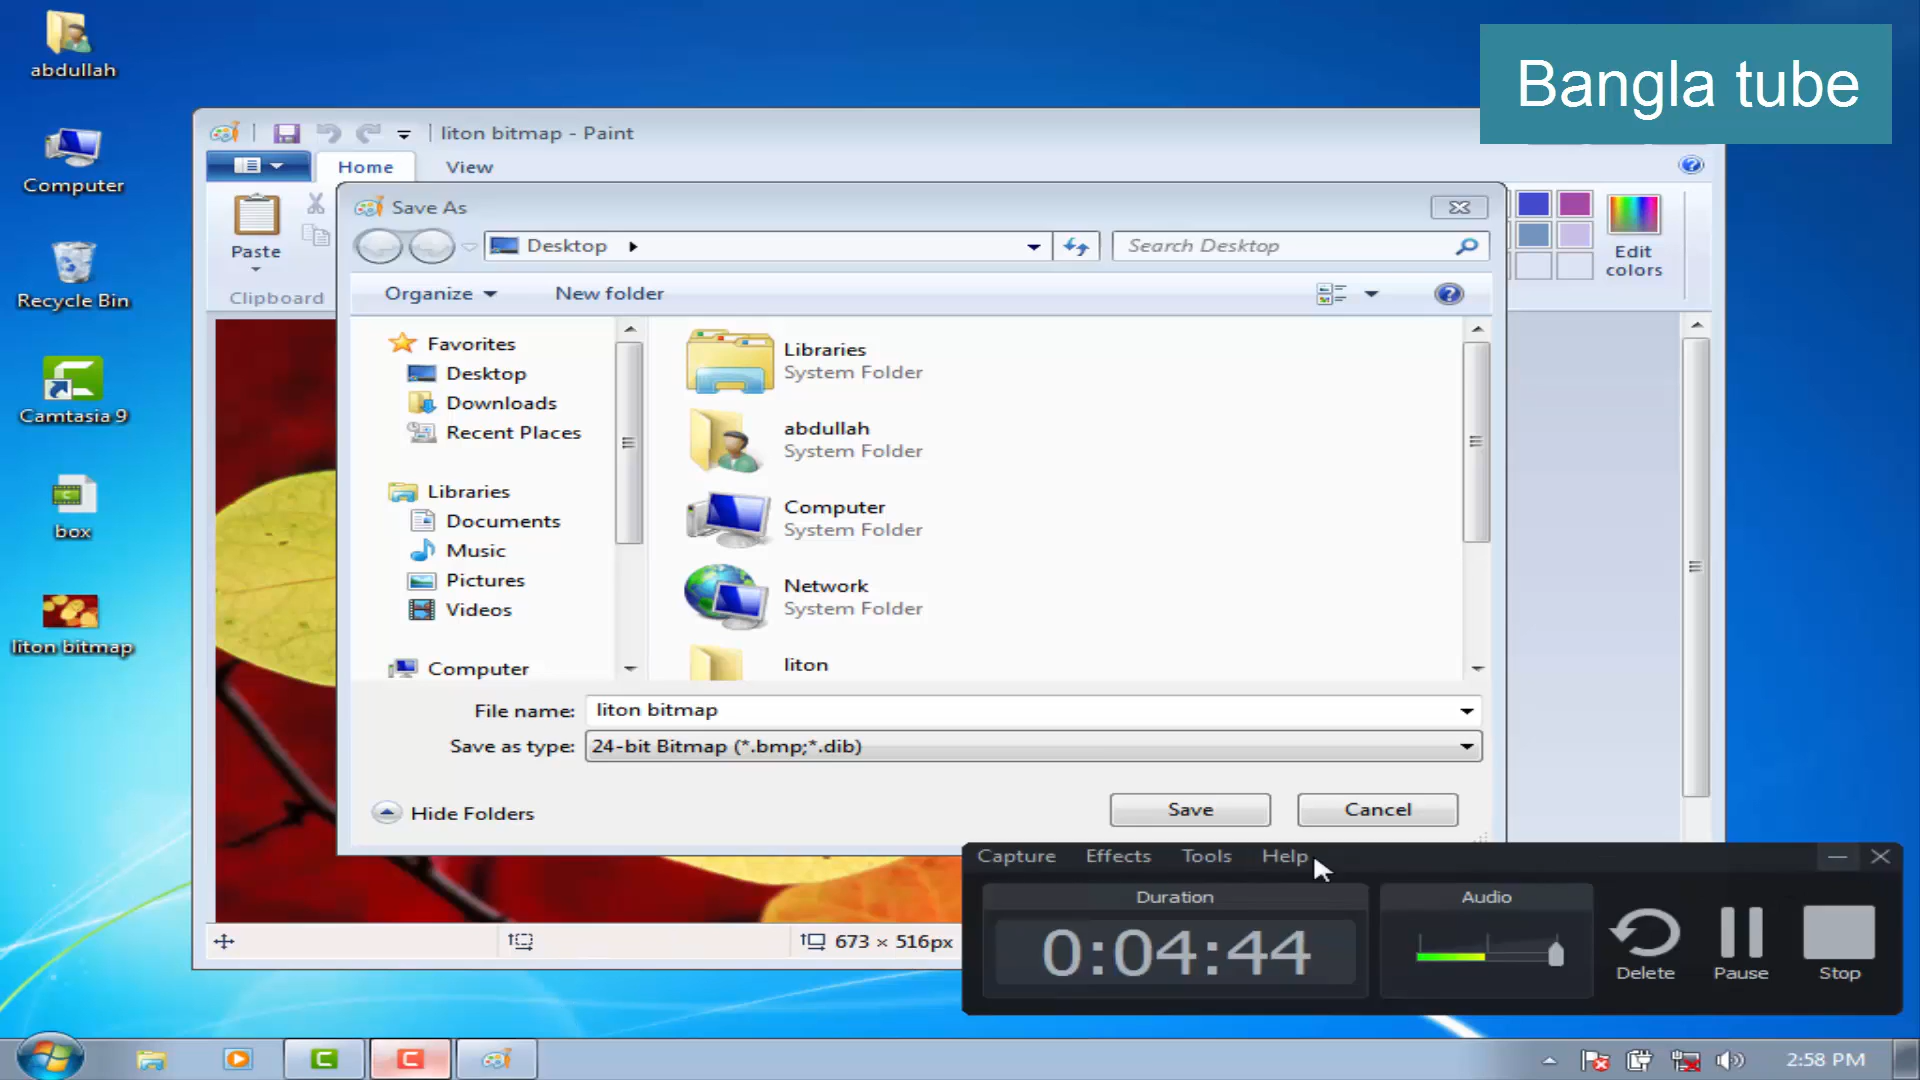 abdullah
Computer
Recycle Bin
Camtasia 9
box
liton bitmap
Bangla tube
liton bitmap - Paint
Home
View
Paste
Clipboard
Edit
colors
Save As
Desktop
Search Desktop
Organize
New folder
Favorites
Desktop
Downloads
Recent Places
Libraries
Documents
Music
Pictures
Videos
Computer
Libraries
System Folder
abdullah
System Folder
Computer
System Folder
Network
System Folder
liton
File name: liton bitmap
Save as type: 24-bit Bitmap (*.bmp;*.dib)
Hide Folders
Save
Cancel
673 × 516px
Capture Effects Tools Help
Duration
0:04:44
Audio
Delete
Pause
Stop
2:58 PM